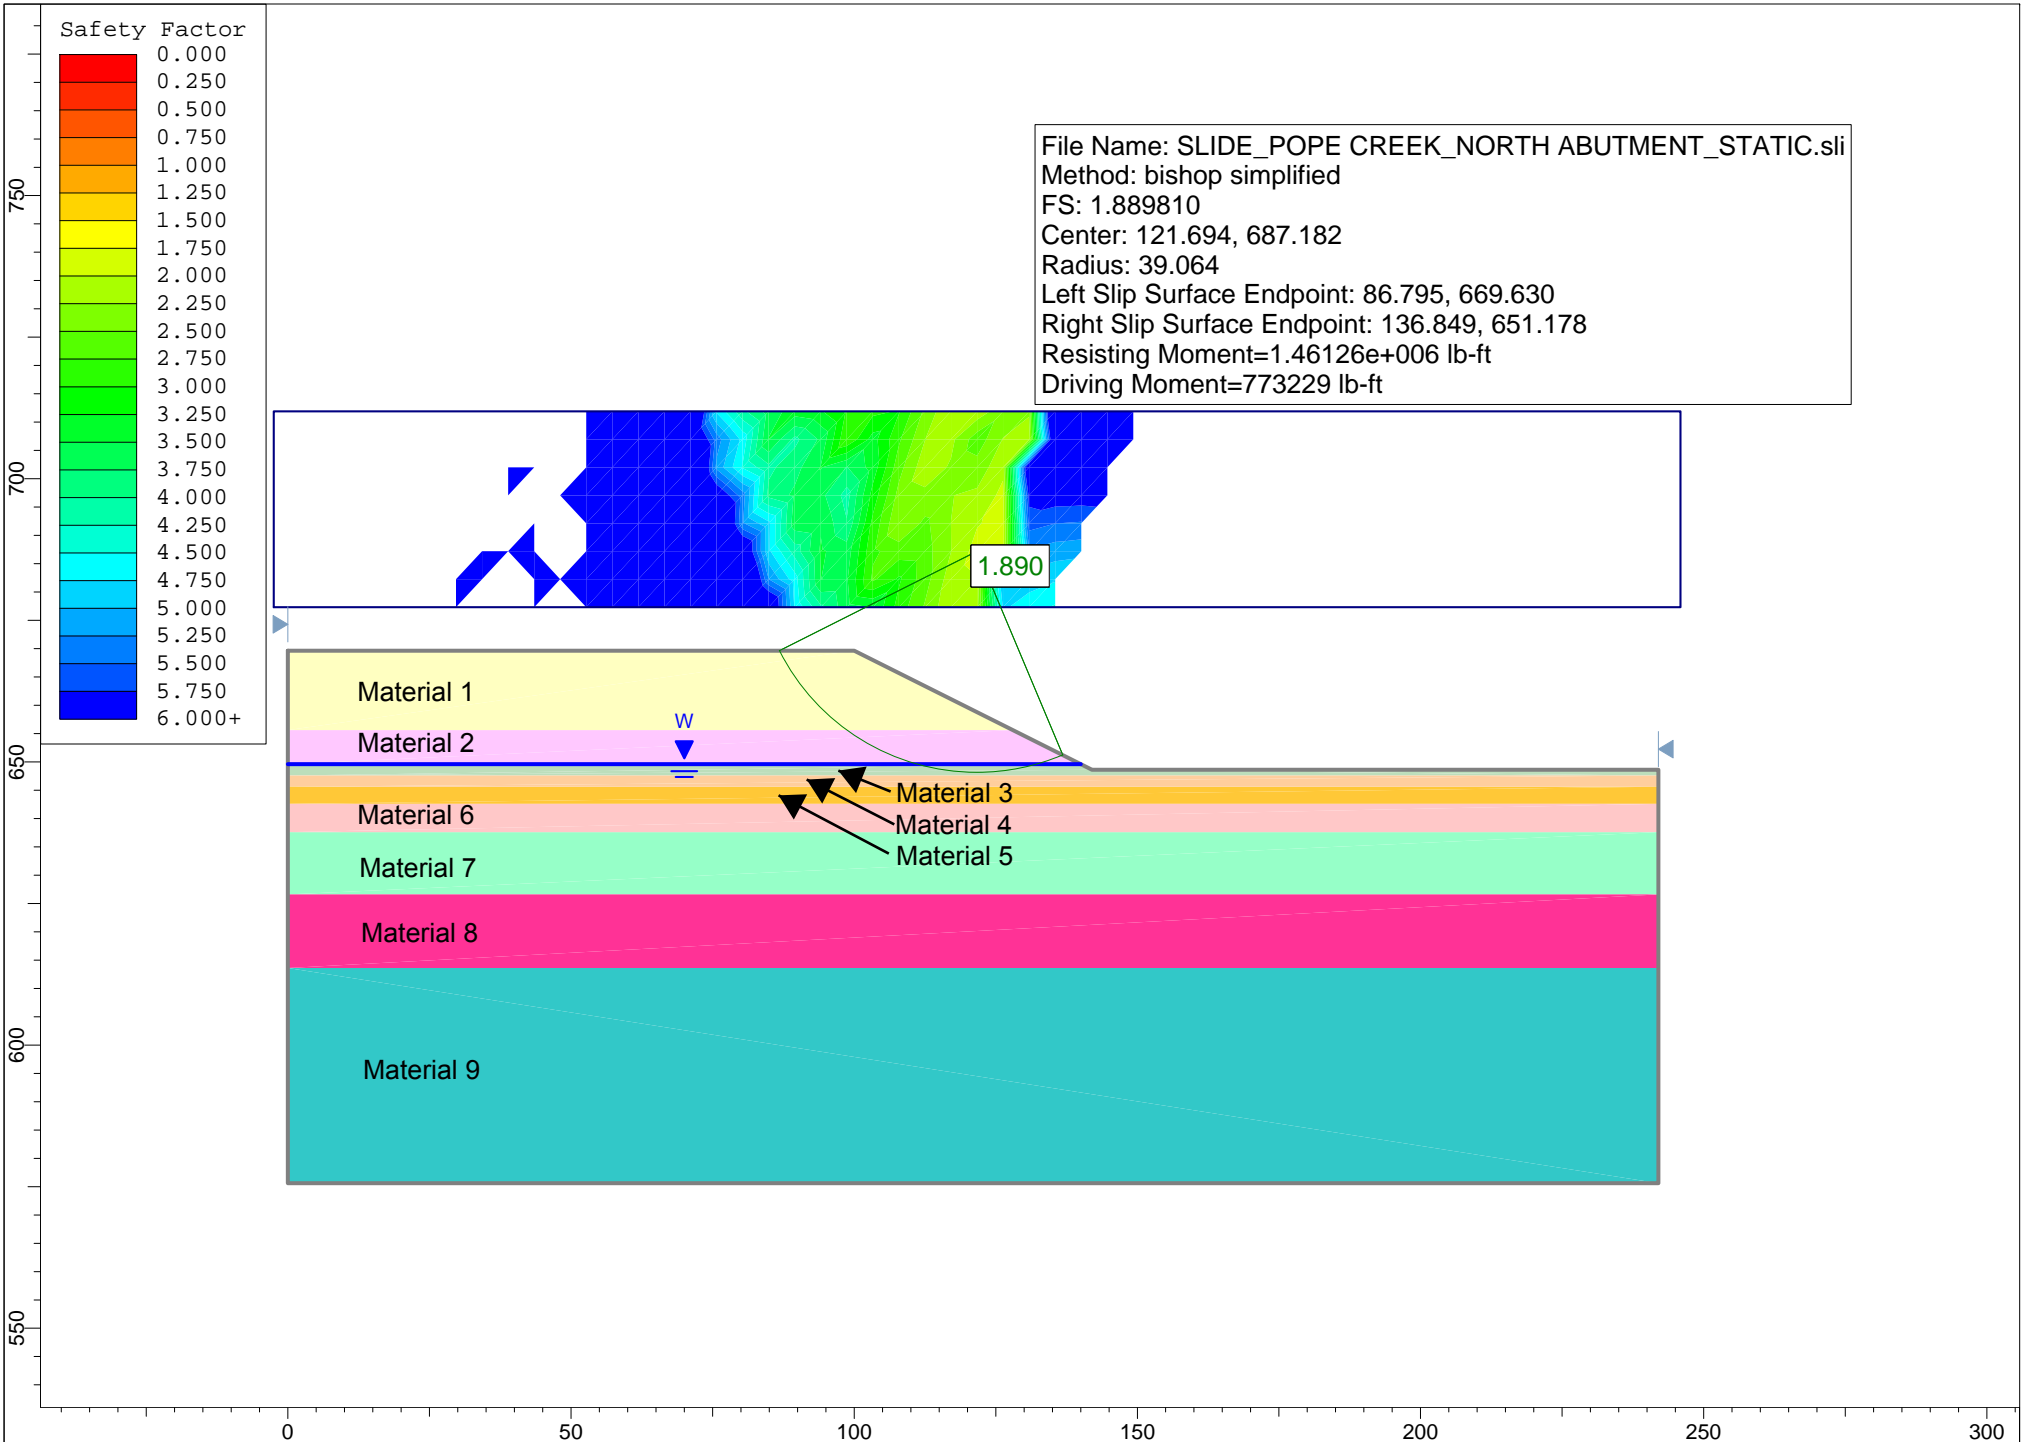 Safety Factor
0.000
0.250
0.500
0.750
1.000
1.250
1.500
1.750
2.000
2.250
2.500
2.750
3.000
3.250
3.500
3.750
4.000
4.250
4.500
4.750
5.000
5.250
5.500
5.750
6.000+
File Name: SLIDE_POPE CREEK_NORTH ABUTMENT_STATIC.sli
Method: bishop simplified
FS: 1.889810
Center: 121.694, 687.182
Radius: 39.064
Left Slip Surface Endpoint: 86.795, 669.630
Right Slip Surface Endpoint: 136.849, 651.178
Resisting Moment=1.46126e+006 lb-ft
Driving Moment=773229 lb-ft
1.890
Material 1
W
Material 2
Material 3
Material 4
Material 5
Material 6
Material 7
Material 8
Material 9
750
700
650
600
550
0
50
100
150
200
250
300